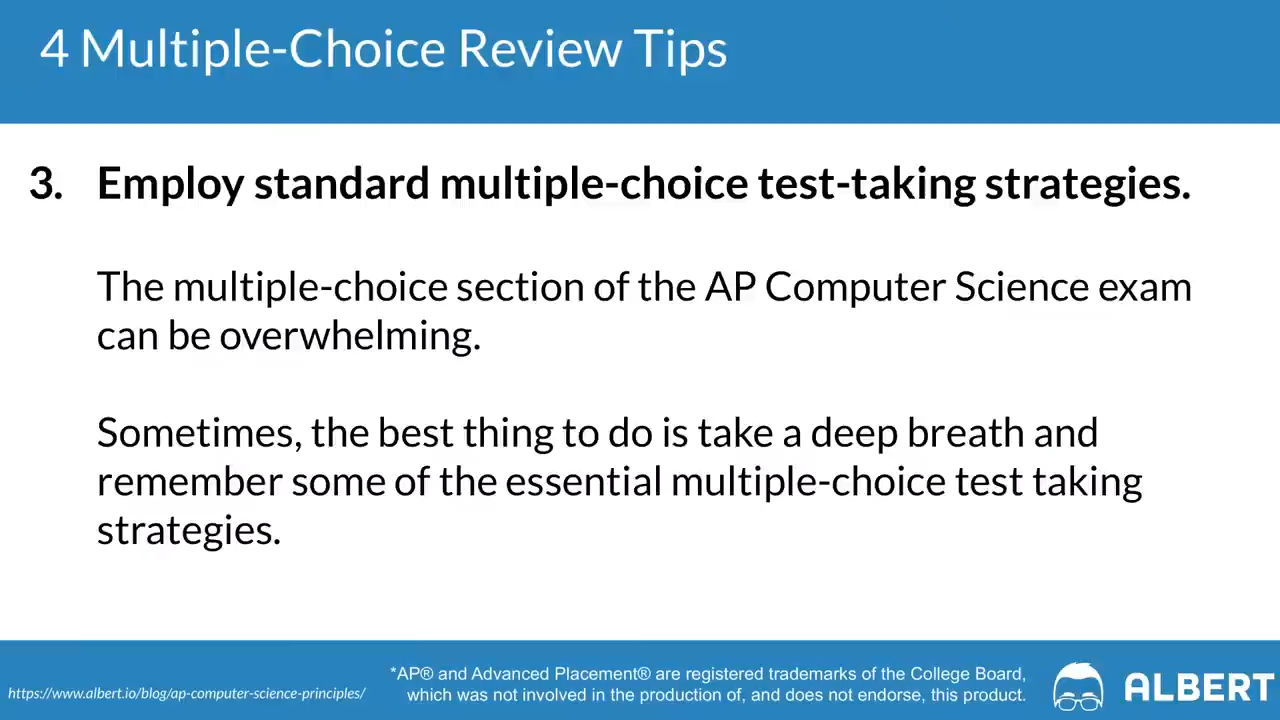 4 Multiple-Choice Review Tips
3. Employ standard multiple-choice test-taking strategies.
The multiple-choice section of the AP Computer Science exam
can be overwhelming.
Sometimes, the best thing to do is take a deep breath and
remember some of the essential multiple-choice test taking
strategies.
https://www.albert.io/blog/ap-computer-science-principles/
*AP® and Advanced Placement® are registered trademarks of the College Board,
which was not involved in the production of, and does not endorse, this product.
ALBERT